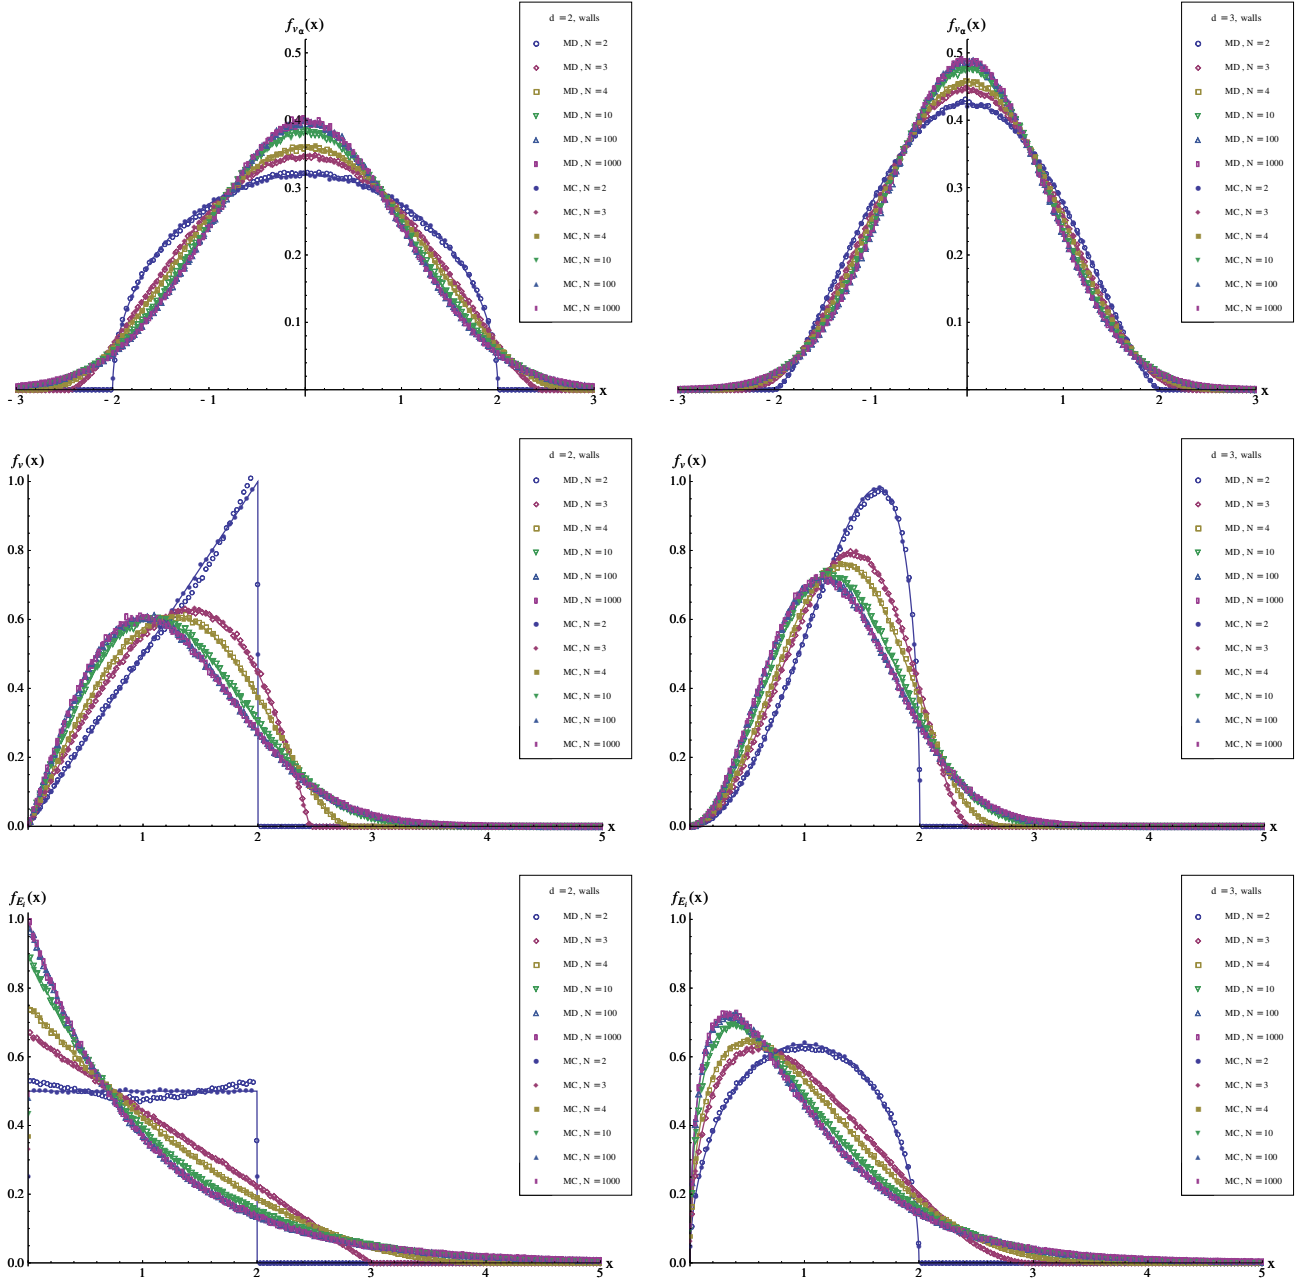 f_{v_α}(x)
0.5
0.4
0.3
0.2
0.1
- 3
- 2
- 1
1
2
3
x
d = 2, walls
MD , N = 2
MD , N = 3
MD , N = 4
MD , N = 10
MD , N = 100
MD , N = 1000
MC , N = 2
MC , N = 3
MC , N = 4
MC , N = 10
MC , N = 100
MC , N = 1000
f_{v_α}(x)
0.5
0.4
0.3
0.2
0.1
- 3
- 2
- 1
1
2
3
x
d = 3, walls
MD , N = 2
MD , N = 3
MD , N = 4
MD , N = 10
MD , N = 100
MD , N = 1000
MC , N = 2
MC , N = 3
MC , N = 4
MC , N = 10
MC , N = 100
MC , N = 1000
f_v(x)
1.0
0.8
0.6
0.4
0.2
0.0
1
2
3
4
5
x
d = 2, walls
MD , N = 2
MD , N = 3
MD , N = 4
MD , N = 10
MD , N = 100
MD , N = 1000
MC , N = 2
MC , N = 3
MC , N = 4
MC , N = 10
MC , N = 100
MC , N = 1000
f_v(x)
1.0
0.8
0.6
0.4
0.2
0.0
1
2
3
4
5
x
d = 3, walls
MD , N = 2
MD , N = 3
MD , N = 4
MD , N = 10
MD , N = 100
MD , N = 1000
MC , N = 2
MC , N = 3
MC , N = 4
MC , N = 10
MC , N = 100
MC , N = 1000
f_{E_i}(x)
1.0
0.8
0.6
0.4
0.2
0.0
1
2
3
4
5
x
d = 2, walls
MD , N = 2
MD , N = 3
MD , N = 4
MD , N = 10
MD , N = 100
MD , N = 1000
MC , N = 2
MC , N = 3
MC , N = 4
MC , N = 10
MC , N = 100
MC , N = 1000
f_{E_i}(x)
1.0
0.8
0.6
0.4
0.2
0.0
1
2
3
4
5
x
d = 3, walls
MD , N = 2
MD , N = 3
MD , N = 4
MD , N = 10
MD , N = 100
MD , N = 1000
MC , N = 2
MC , N = 3
MC , N = 4
MC , N = 10
MC , N = 100
MC , N = 1000